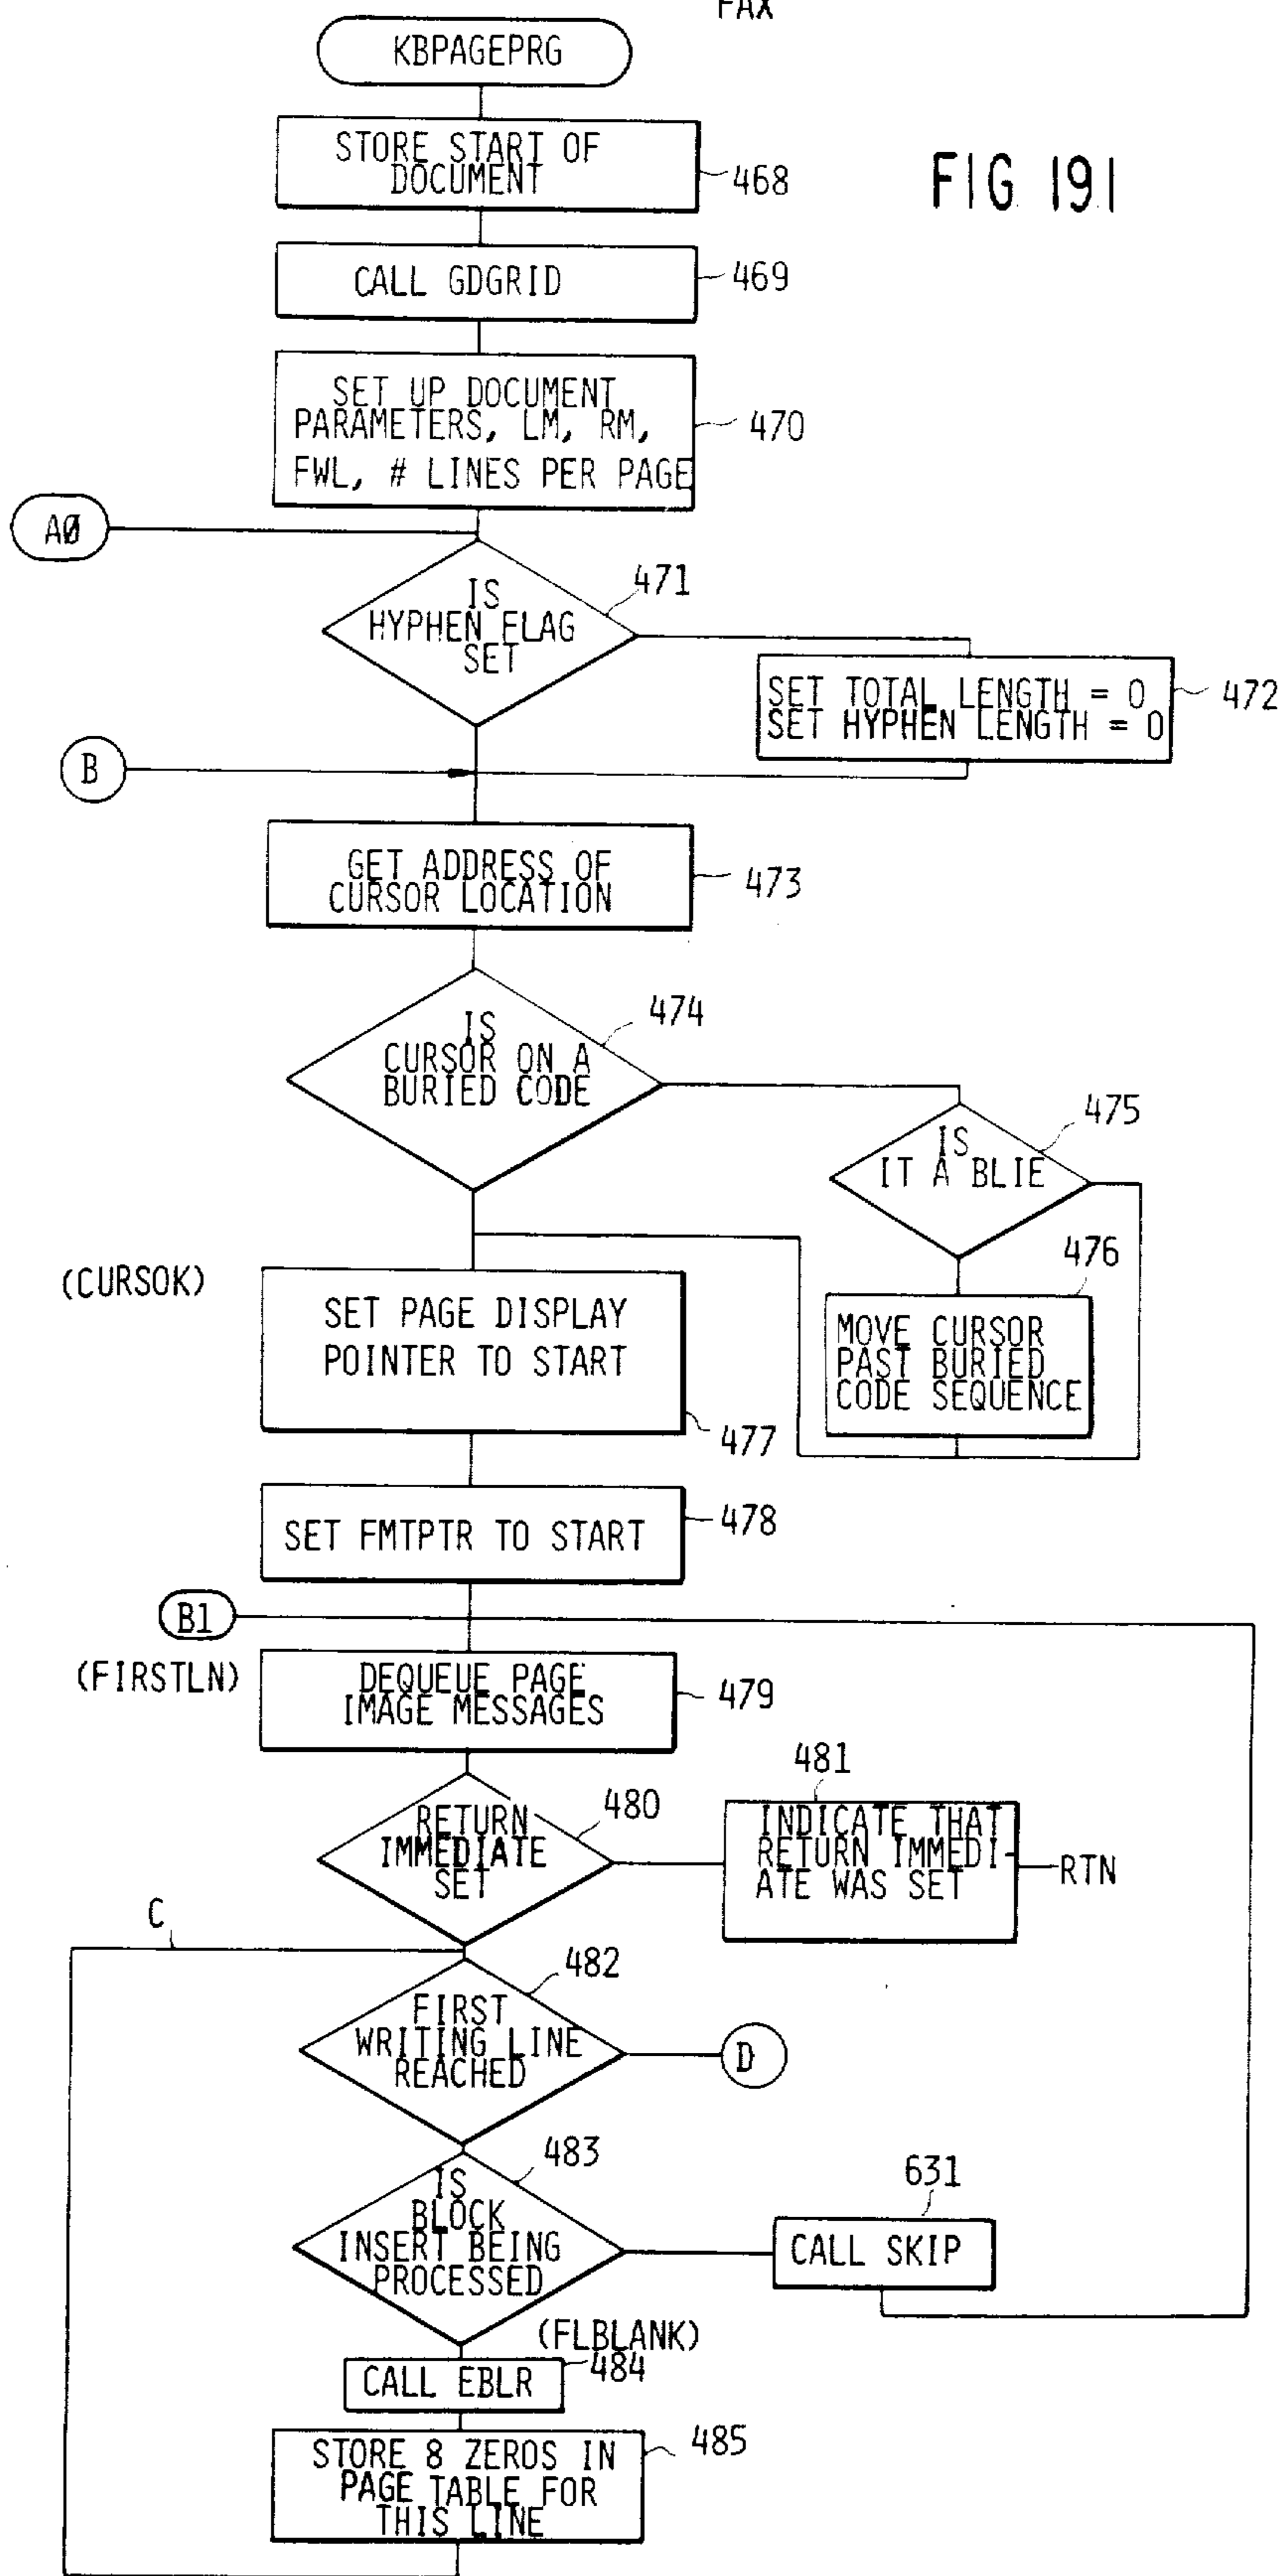 FAX
KBPAGEPRG
STORE START OF
DOCUMENT
468
FIG 191
CALL GDGRID
469
SET UP DOCUMENT
PARAMETERS, LM, RM,
FWL, # LINES PER PAGE
470
AØ
IS
HYPHEN FLAG
SET
471
SET TOTAL LENGTH = 0
SET HYPHEN LENGTH = 0
472
B
GET ADDRESS OF
CURSOR LOCATION
473
IS
CURSOR ON A
BURIED CODE
474
IS
IT A BLIE
475
476
MOVE CURSOR
PAST BURIED
CODE SEQUENCE
(CURSOK)
SET PAGE DISPLAY
POINTER TO START
477
SET FMTPTR TO START
478
B1
(FIRSTLN)
DEQUEUE PAGE
IMAGE MESSAGES
479
RETURN
IMMEDIATE
SET
480
481
INDICATE THAT
RETURN IMMEDI-
ATE WAS SET
RTN
C
FIRST
WRITING LINE
REACHED
482
D
IS
BLOCK
INSERT BEING
PROCESSED
483
631
CALL SKIP
(FLBLANK)
CALL EBLR
484
STORE 8 ZEROS IN
PAGE TABLE FOR
THIS LINE
485